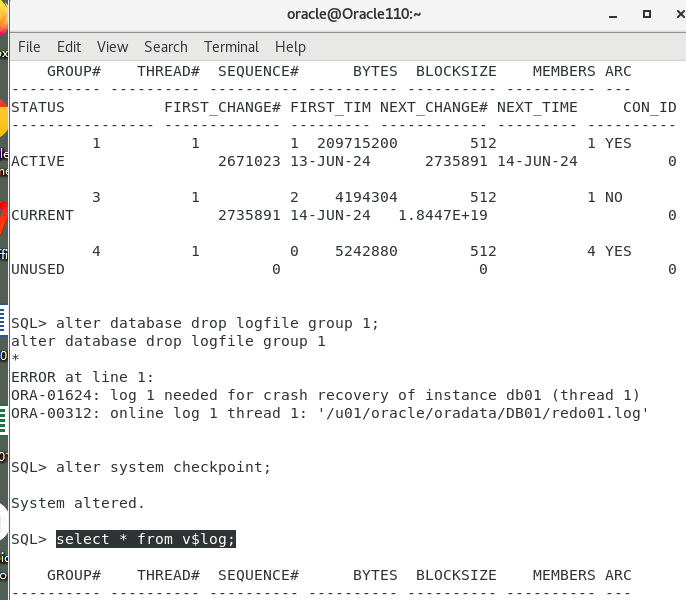 oracle@Oracle110:~
File Edit View Search Terminal Help
    GROUP#    THREAD#  SEQUENCE#      BYTES  BLOCKSIZE    MEMBERS ARC
---------- ---------- ---------- ---------- ---------- ---------- ---
STATUS           FIRST_CHANGE# FIRST_TIM NEXT_CHANGE# NEXT_TIME     CON_ID
---------------- ------------- --------- ------------ --------- ----------
         1          1          1  209715200        512          1 YES
ACTIVE                 2671023 13-JUN-24      2735891 14-JUN-24          0
         3          1          2    4194304        512          1 NO
CURRENT                2735891 14-JUN-24   1.8447E+19                    0
         4          1          0    5242880        512          4 YES
UNUSED                       0                      0                    0
SQL> alter database drop logfile group 1;
alter database drop logfile group 1
*
ERROR at line 1:
ORA-01624: log 1 needed for crash recovery of instance db01 (thread 1)
ORA-00312: online log 1 thread 1: '/u01/oracle/oradata/DB01/redo01.log'
SQL> alter system checkpoint;
System altered.
SQL> select * from v$log;
    GROUP#    THREAD#  SEQUENCE#      BYTES  BLOCKSIZE    MEMBERS ARC
---------- ---------- ---------- ---------- ---------- ---------- ---